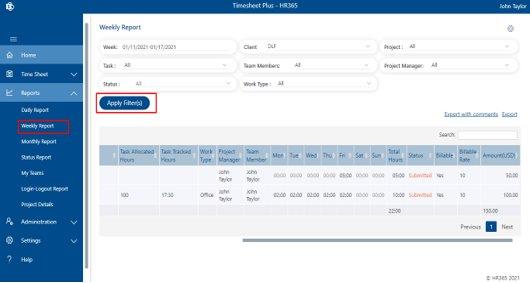 Timesheet Plus - HR365
John Taylor
Home
Time Sheet
Reports
Daily Report
Weekly Report
Monthly Report
Status Report
My Teams
Login-Logout Report
Project Details
Administration
Settings
Help
Weekly Report
Week: 01/11/2021-01/17/2021
Client DLF
Project : All
Task : All
Team Members: All
Project Manager: All
Status : All
Work Type : All
Apply Filter(s)
Export with comments Export
Search:
Task Allocated Hours Task Tracked Hours Work Type Project Manager Team Member Mon Tue Wed Thu Fri Sat Sun Total Hours Status Billable Billable Rate Amount(USD)
John Taylor John Taylor 00:00 00:00 00:00 00:00 05:00 00:00 00:00 05:00 Submitted Yes 10 50.00
100 17:30 Office John Taylor John Taylor 02:00 02:00 02:00 02:00 02:00 00:00 00:00 10:00 Submitted Yes 10 100.00
22:00 150.00
Previous 1 Next
© HR365 2021